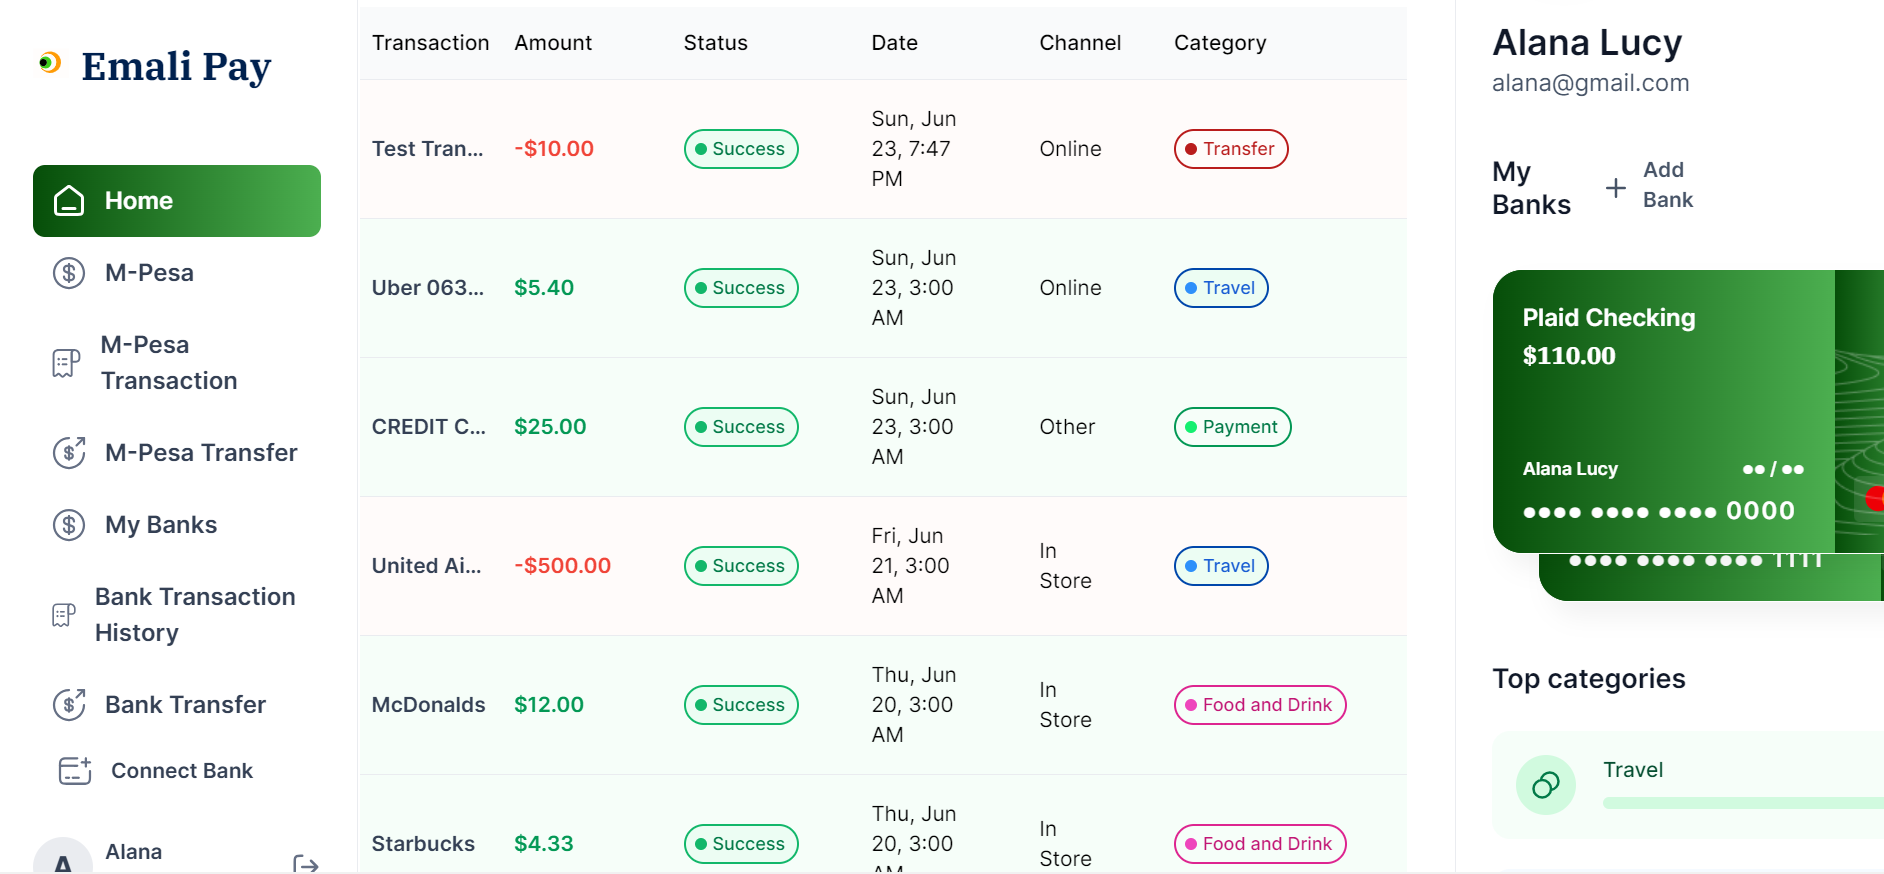 Emali Pay
Home
M-Pesa
M-Pesa
Transaction
M-Pesa Transfer
My Banks
Bank Transaction
History
Bank Transfer
Connect Bank
A
Alana
Transaction Amount Status Date Channel Category
Test Tran... -$10.00 Success Sun, Jun 23, 7:47 PM Online Transfer
Uber 063... $5.40 Success Sun, Jun 23, 3:00 AM Online Travel
CREDIT C... $25.00 Success Sun, Jun 23, 3:00 AM Other Payment
United Ai... -$500.00 Success Fri, Jun 21, 3:00 AM In Store Travel
McDonalds $12.00 Success Thu, Jun 20, 3:00 AM In Store Food and Drink
Starbucks $4.33 Success Thu, Jun 20, 3:00 AM In Store Food and Drink
Alana Lucy
alana@gmail.com
My
Banks
+ Add
Bank
Plaid Checking
$110.00
Alana Lucy ●● / ●●
●●●● ●●●● ●●●● 0000
●●●● ●●●● ●●●● 1111
Top categories
Travel